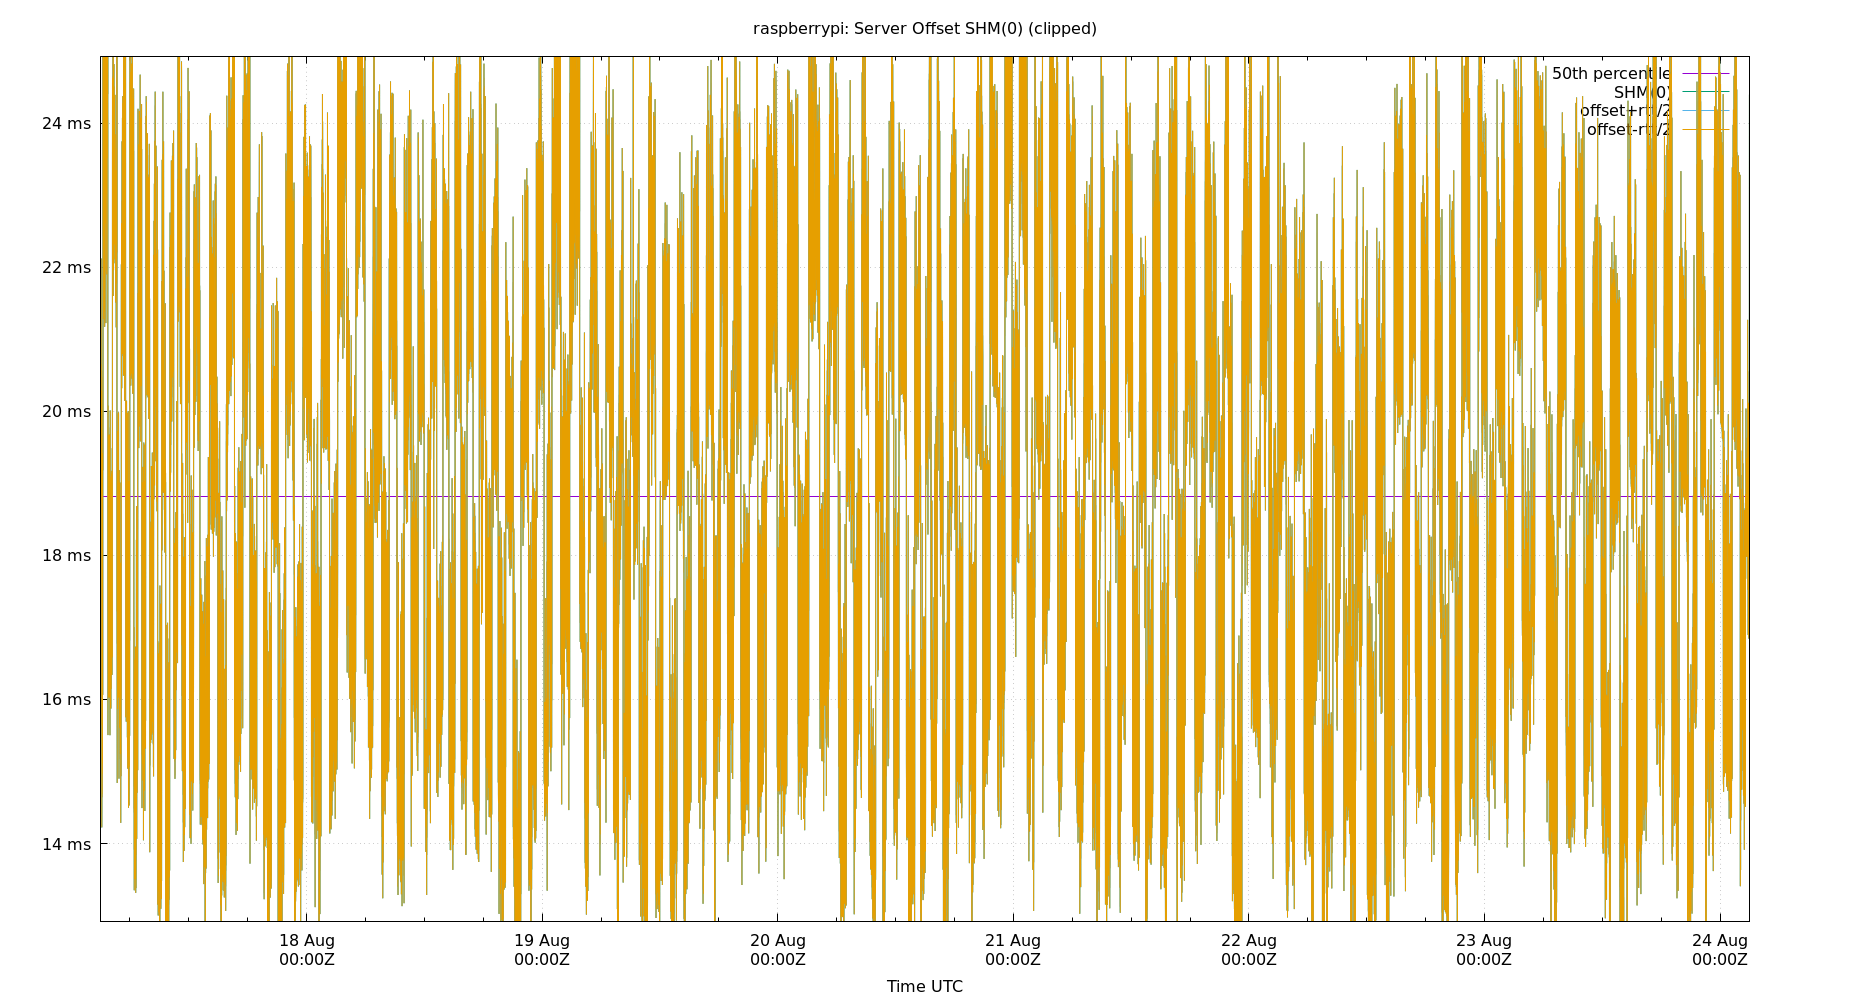 raspberrypi: Server Offset SHM(0) (clipped)
50th percentile
SHM(0)
offset+rtt/2
offset-rtt/2
24 ms
22 ms
20 ms
18 ms
16 ms
14 ms
18 Aug
00:00Z
19 Aug
00:00Z
20 Aug
00:00Z
21 Aug
00:00Z
22 Aug
00:00Z
23 Aug
00:00Z
24 Aug
00:00Z
Time UTC